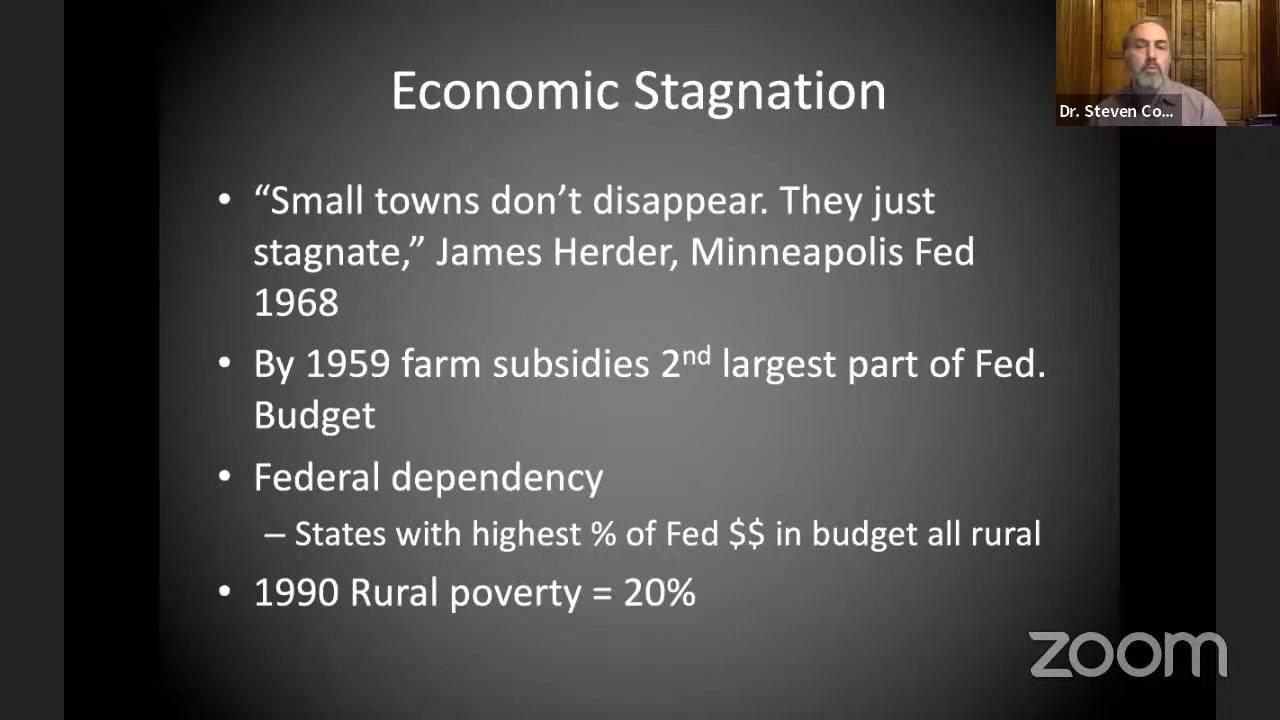 Economic Stagnation
Dr. Steven Co...
• “Small towns don’t disappear. They just
stagnate,” James Herder, Minneapolis Fed
1968
• By 1959 farm subsidies 2nd largest part of Fed.
Budget
• Federal dependency
– States with highest % of Fed $$ in budget all rural
• 1990 Rural poverty = 20%
zoom